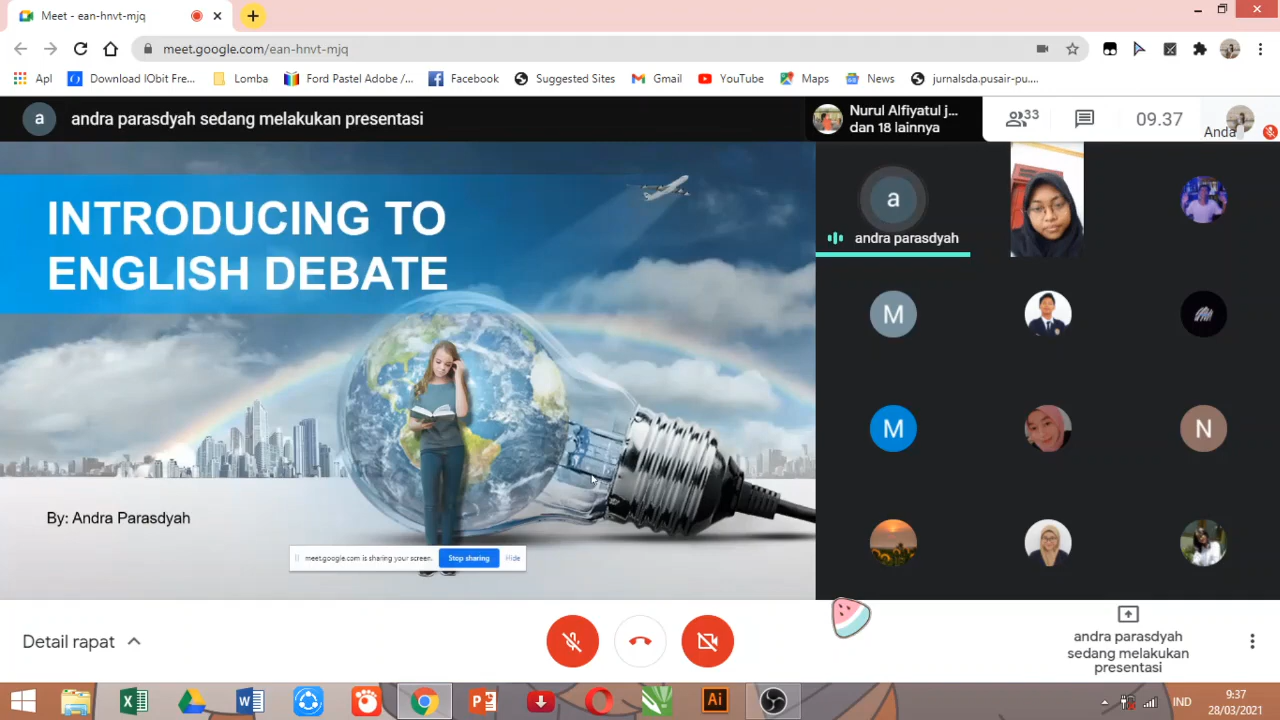 Meet - ean-hnvt-mjq
meet.google.com/ean-hnvt-mjq
Apl
Download IObit Fre...
Lomba
Ford Pastel Adobe /...
Facebook
Suggested Sites
Gmail
YouTube
Maps
News
jurnalsda.pusair-pu....
a
andra parasdyah sedang melakukan presentasi
Nurul Alfiyatul j...
dan 18 lainnya
33
09.37
Anda
INTRODUCING TO
ENGLISH DEBATE
By: Andra Parasdyah
meet.google.com is sharing your screen.
Stop sharing
Hide
a
andra parasdyah
M
M
N
Detail rapat
andra parasdyah
sedang melakukan
presentasi
Ai
IND
9:37
28/03/2021